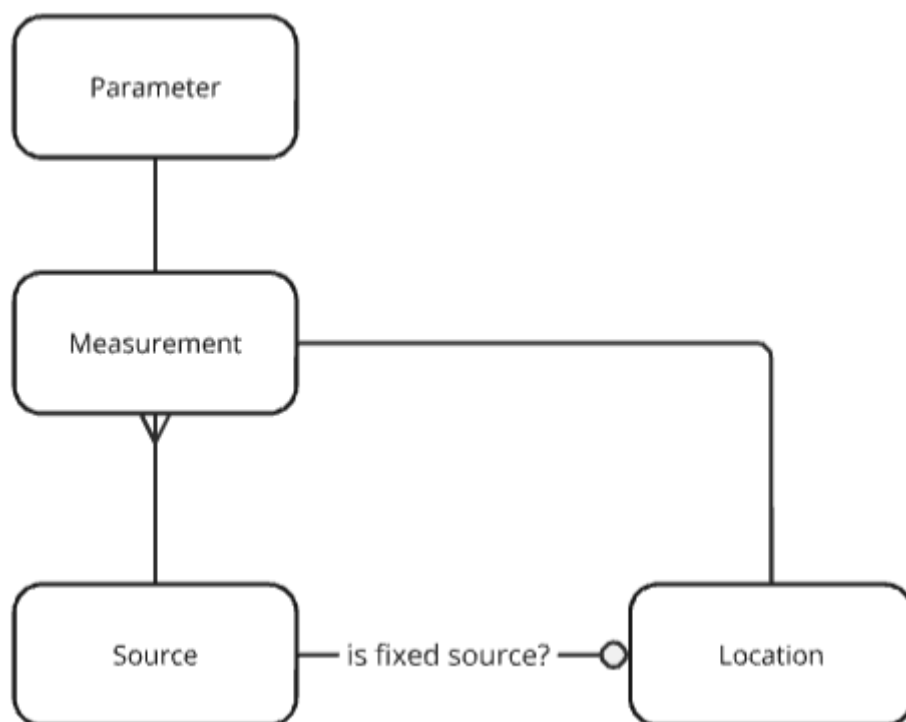 Parameter
Measurement
Source
is fixed source?
Location